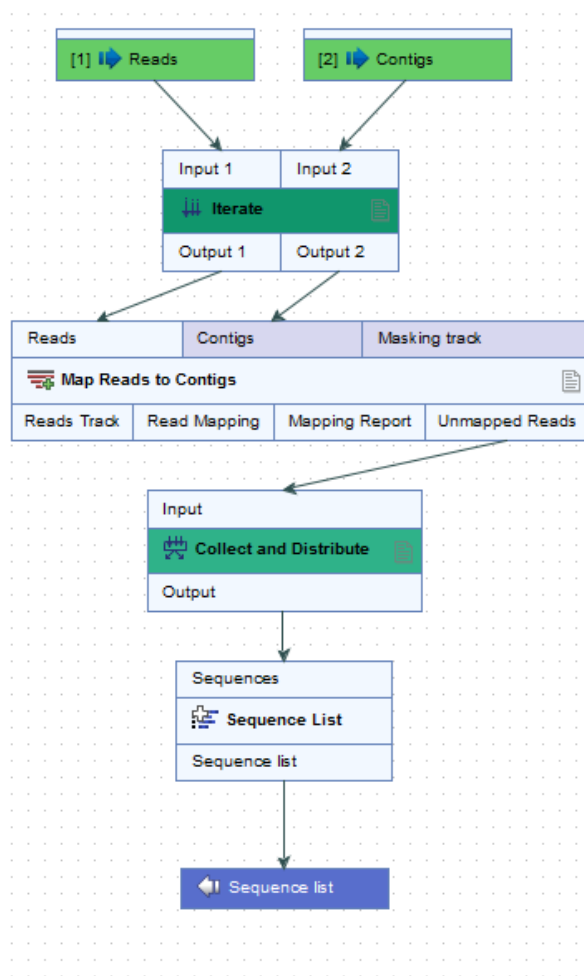 [1] Reads
[2] Contigs
Input 1 Input 2
Iterate
Output 1 Output 2
Reads Contigs Masking track
Map Reads to Contigs
Reads Track Read Mapping Mapping Report Unmapped Reads
Input
Collect and Distribute
Output
Sequences
Sequence List
Sequence list
Sequence list